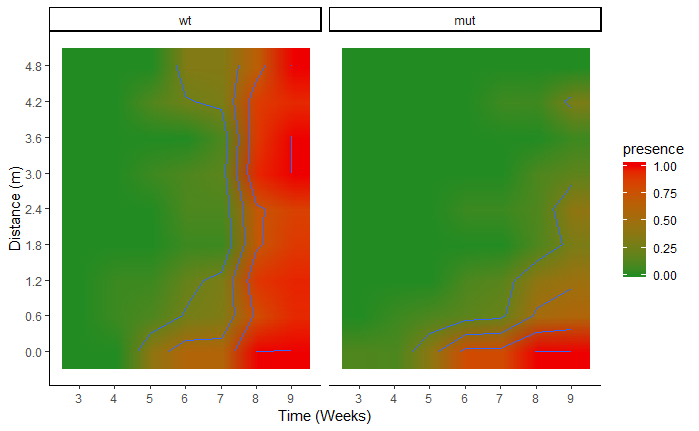 wt
mut
4.8
4.2
3.6
3.0
2.4
1.8
1.2
0.6
0.0
Distance (m)
3 4 5 6 7 8 9
3 4 5 6 7 8 9
Time (Weeks)
presence
1.00
0.75
0.50
0.25
0.00